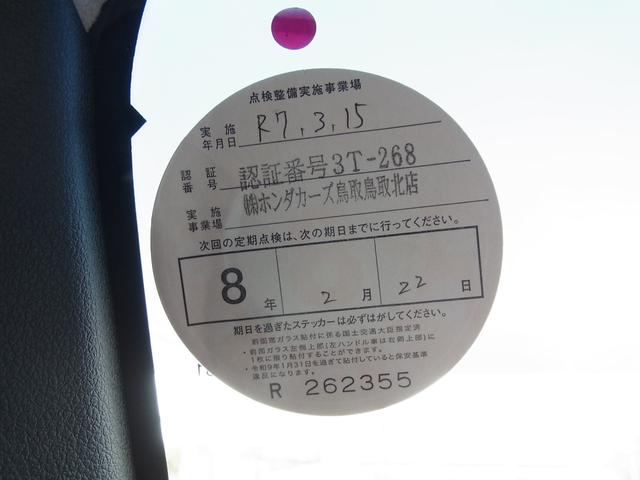 点検整備実施事業場
実施年月日 R7.3.15
認証番号 認証番号3T-268
実施事業場 ㈱ホンダカーズ鳥取鳥取北店
次回の定期点検は、次の期日までに行ってください。
8年 2月 22日
期日を過ぎたステッカーは必ずはがしてください。
前面ガラス貼付に係る国土交通大臣指定済
・前面ガラス左側上部(左ハンドル車は右側上部)に
1枚に限り貼付することができます。
・令和9年1月31日を過ぎて貼付していると保安基準
違反になります。
R 262355